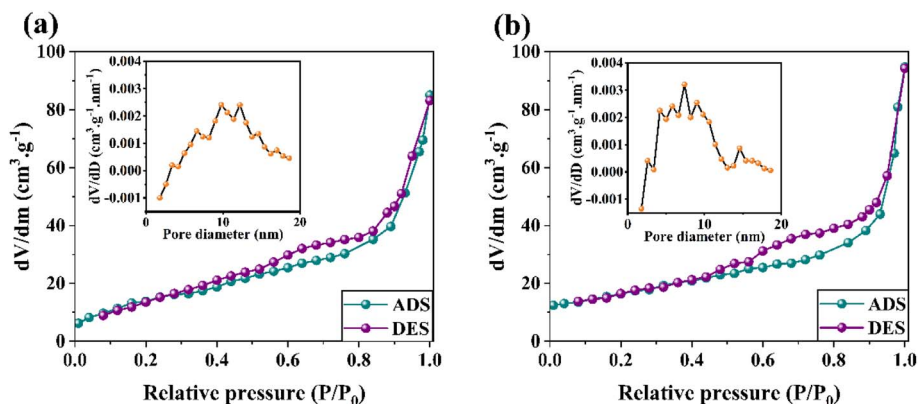 (a)
100
80
60
40
20
0
dV/dm (cm³.g⁻¹)
0.0 0.2 0.4 0.6 0.8 1.0
Relative pressure (P/P₀)
0.004
0.003
0.002
0.001
0.000
-0.001
dV/dD (cm³.g⁻¹.nm⁻¹)
0 10 20
Pore diameter (nm)
ADS
DES
(b)
100
80
60
40
20
0
dV/dm (cm³.g⁻¹)
0.0 0.2 0.4 0.6 0.8 1.0
Relative pressure (P/P₀)
0.004
0.003
0.002
0.001
0.000
-0.001
dV/dD (cm³.g⁻¹.nm⁻¹)
0 10 20
Pore diameter (nm)
ADS
DES